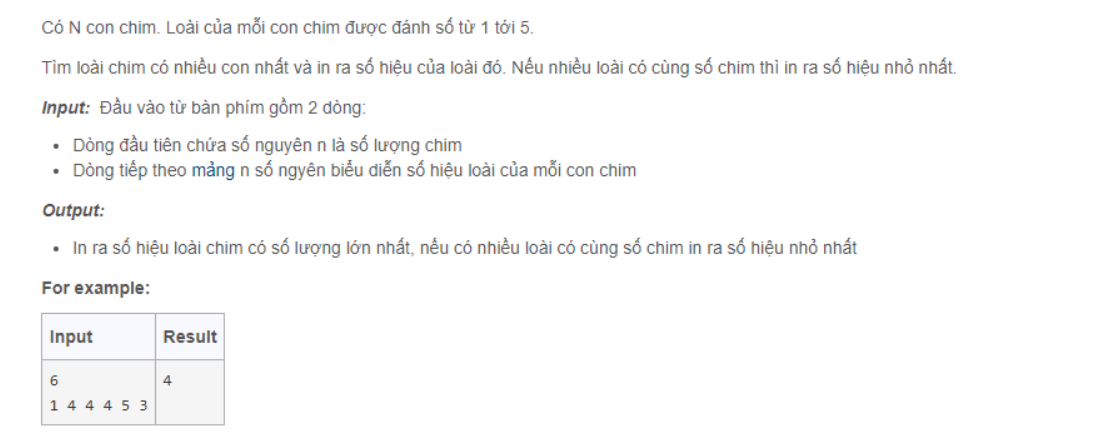 Có N con chim. Loài của mỗi con chim được đánh số từ 1 tới 5.
Tìm loài chim có nhiều con nhất và in ra số hiệu của loài đó. Nếu nhiều loài có cùng số chim thì in ra số hiệu nhỏ nhất.
Input: Đầu vào từ bàn phím gồm 2 dòng:
• Dòng đầu tiên chứa số nguyên n là số lượng chim
• Dòng tiếp theo mảng n số ngyên biểu diễn số hiệu loài của mỗi con chim
Output:
• In ra số hiệu loài chim có số lượng lớn nhất, nếu có nhiều loài có cùng số chim in ra số hiệu nhỏ nhất
For example:
Input Result
6 4
1 4 4 4 5 3